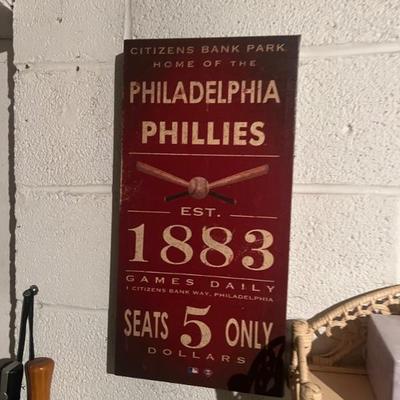 CITIZENS BANK PARK
HOME OF THE
PHILADELPHIA
PHILLIES
EST.
1883
GAMES DAILY
1 CITIZENS BANK WAY, PHILADELPHIA
SEATS 5 ONLY
DOLLARS